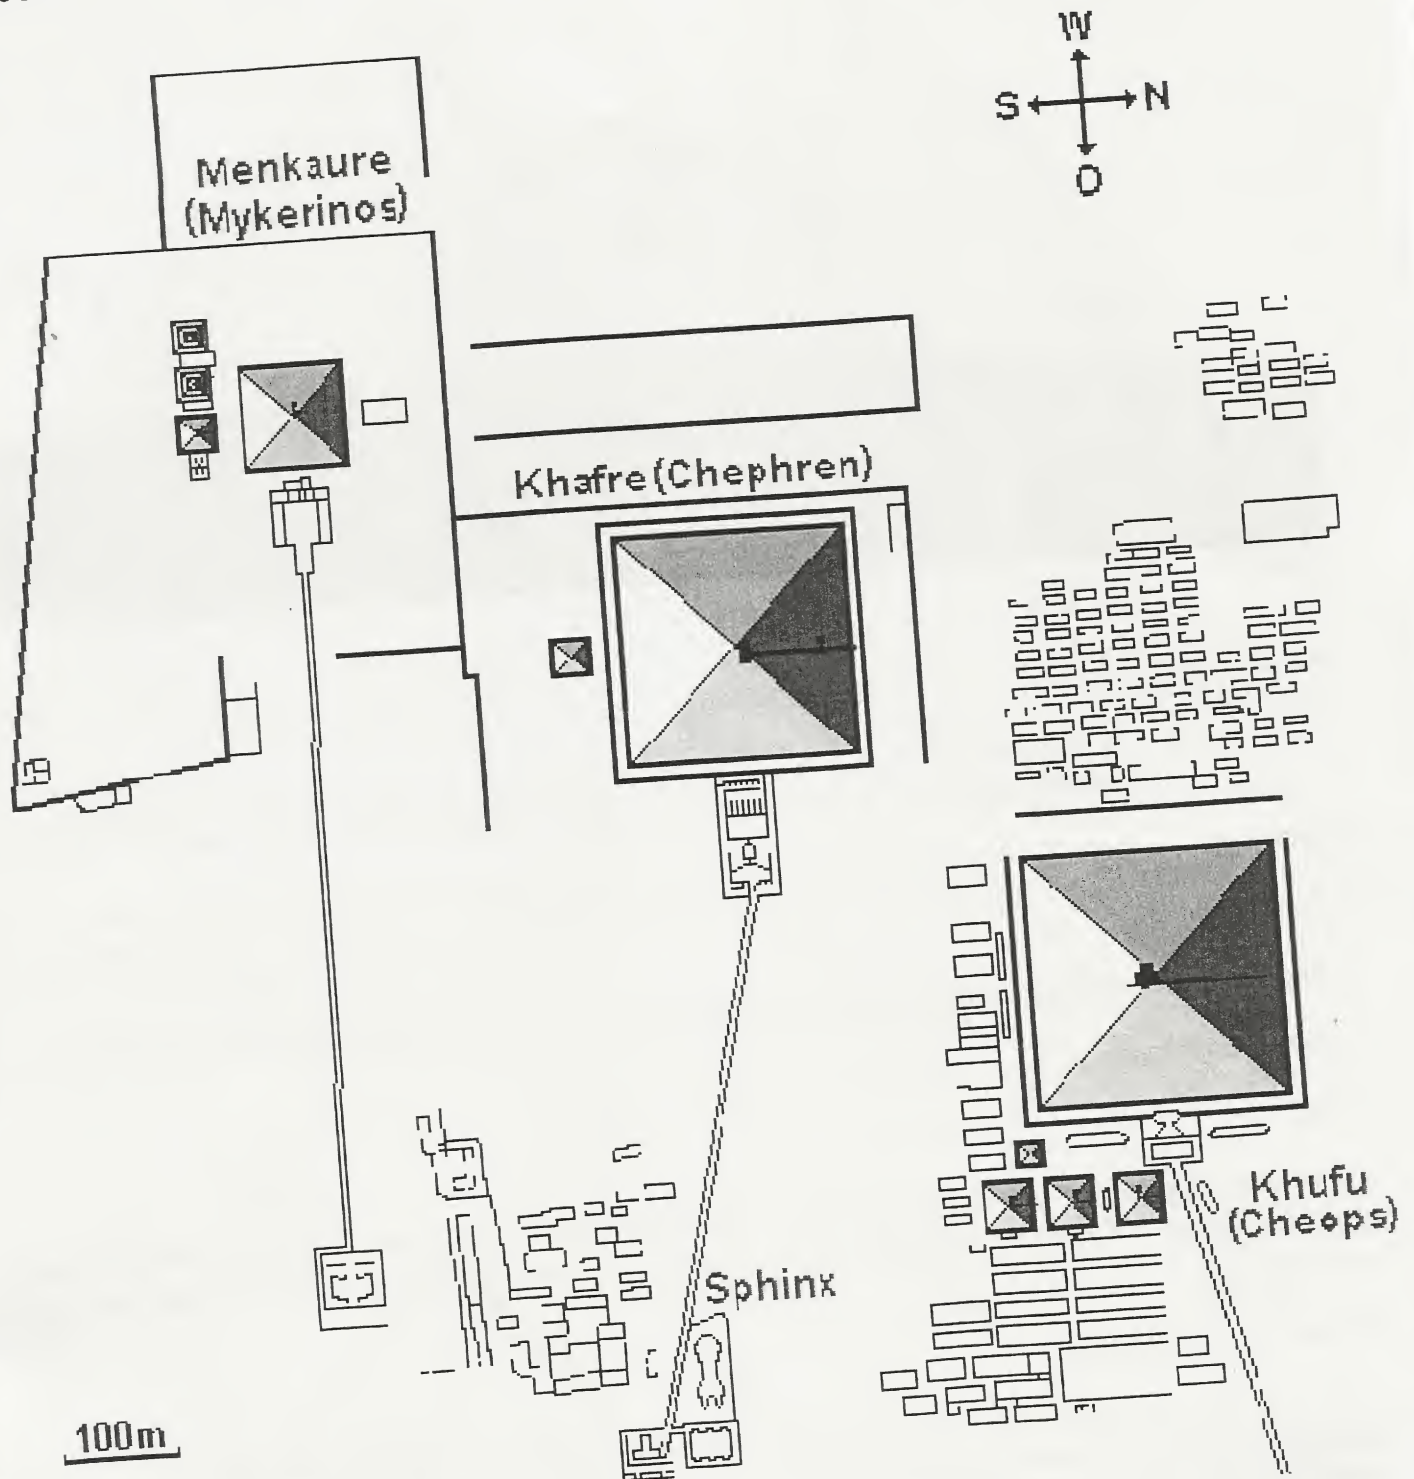 W
S N
O
Menkaure
(Mykerinos)
Khafre (Chephren)
Khufu
(Cheops)
Sphinx
100m